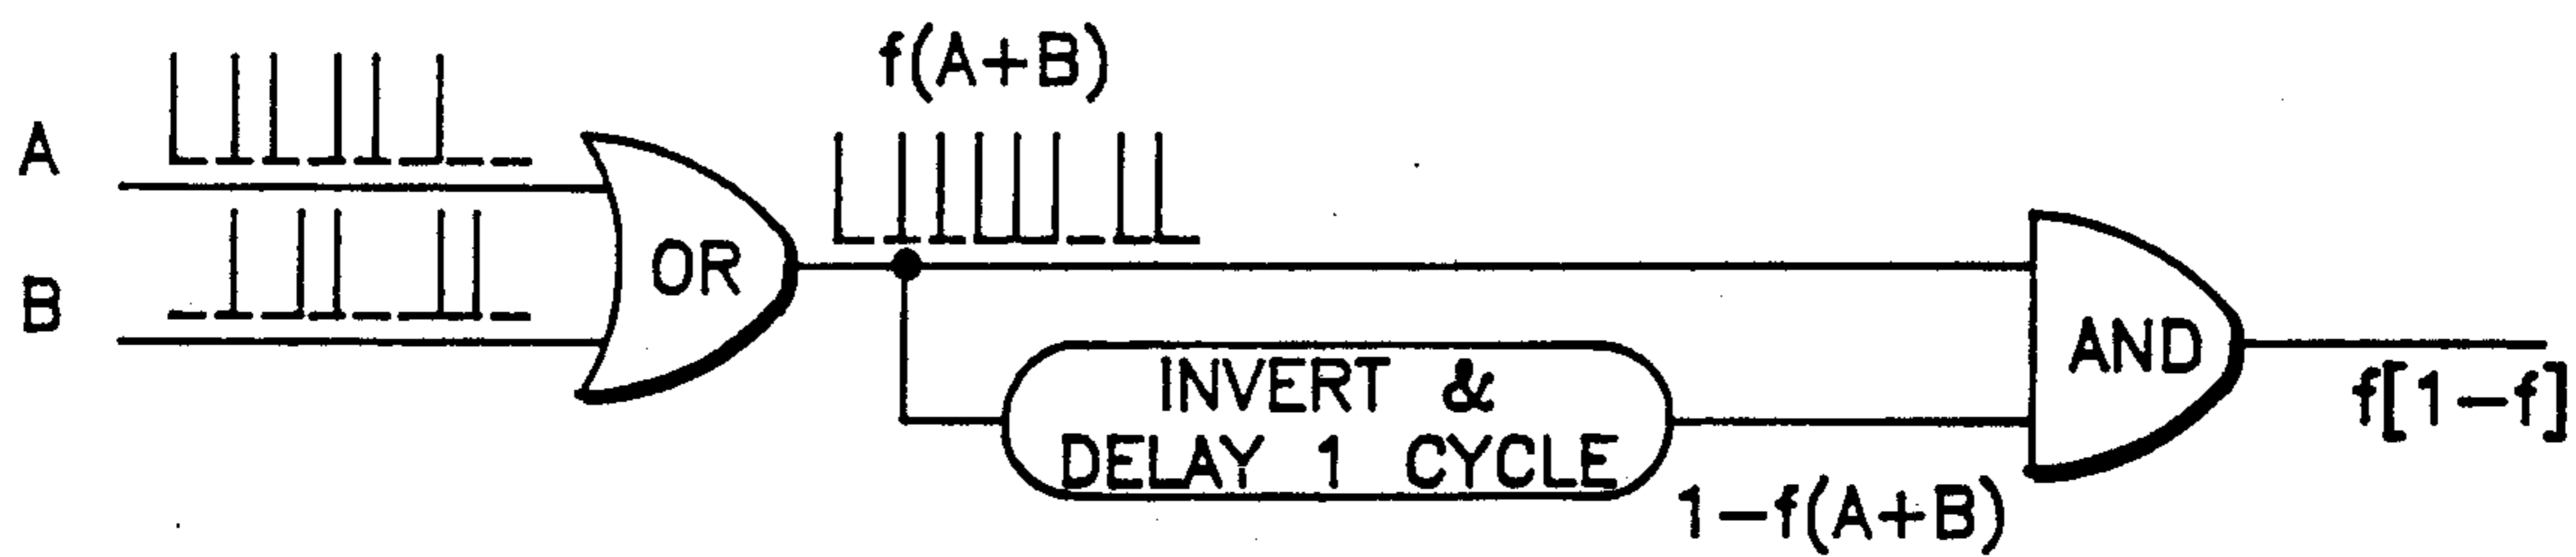 f(A+B)
A
B
OR
INVERT &
DELAY 1 CYCLE
1-f(A+B)
AND
f[1-f]